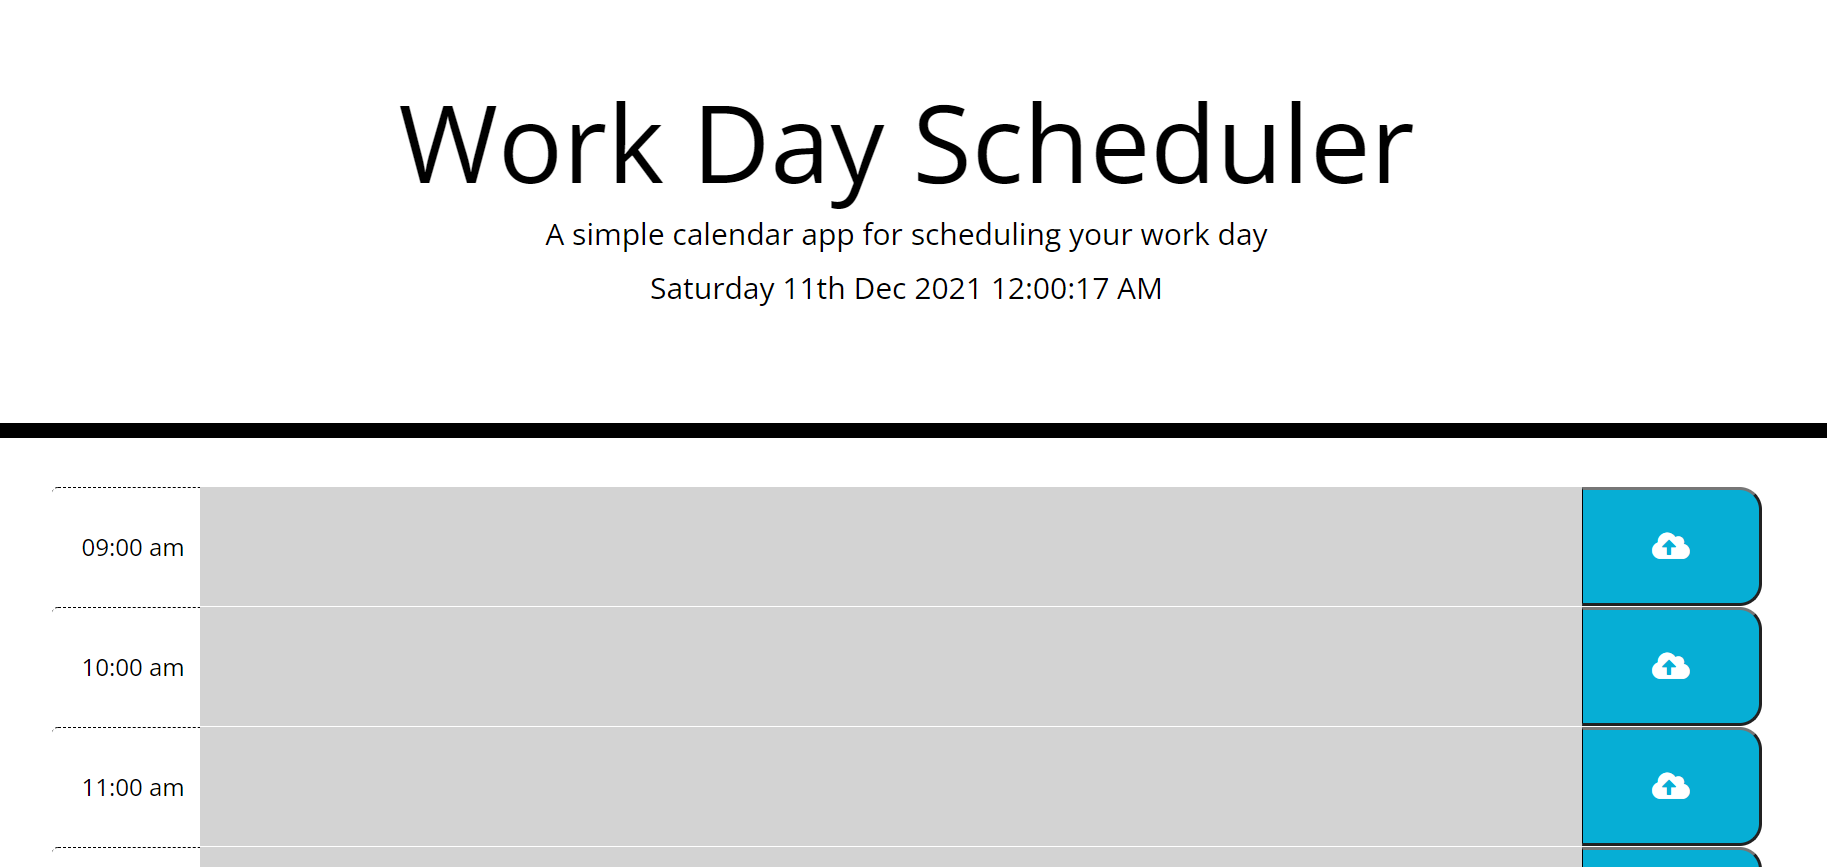 Work Day Scheduler
A simple calendar app for scheduling your work day
Saturday 11th Dec 2021 12:00:17 AM
09:00 am
10:00 am
11:00 am